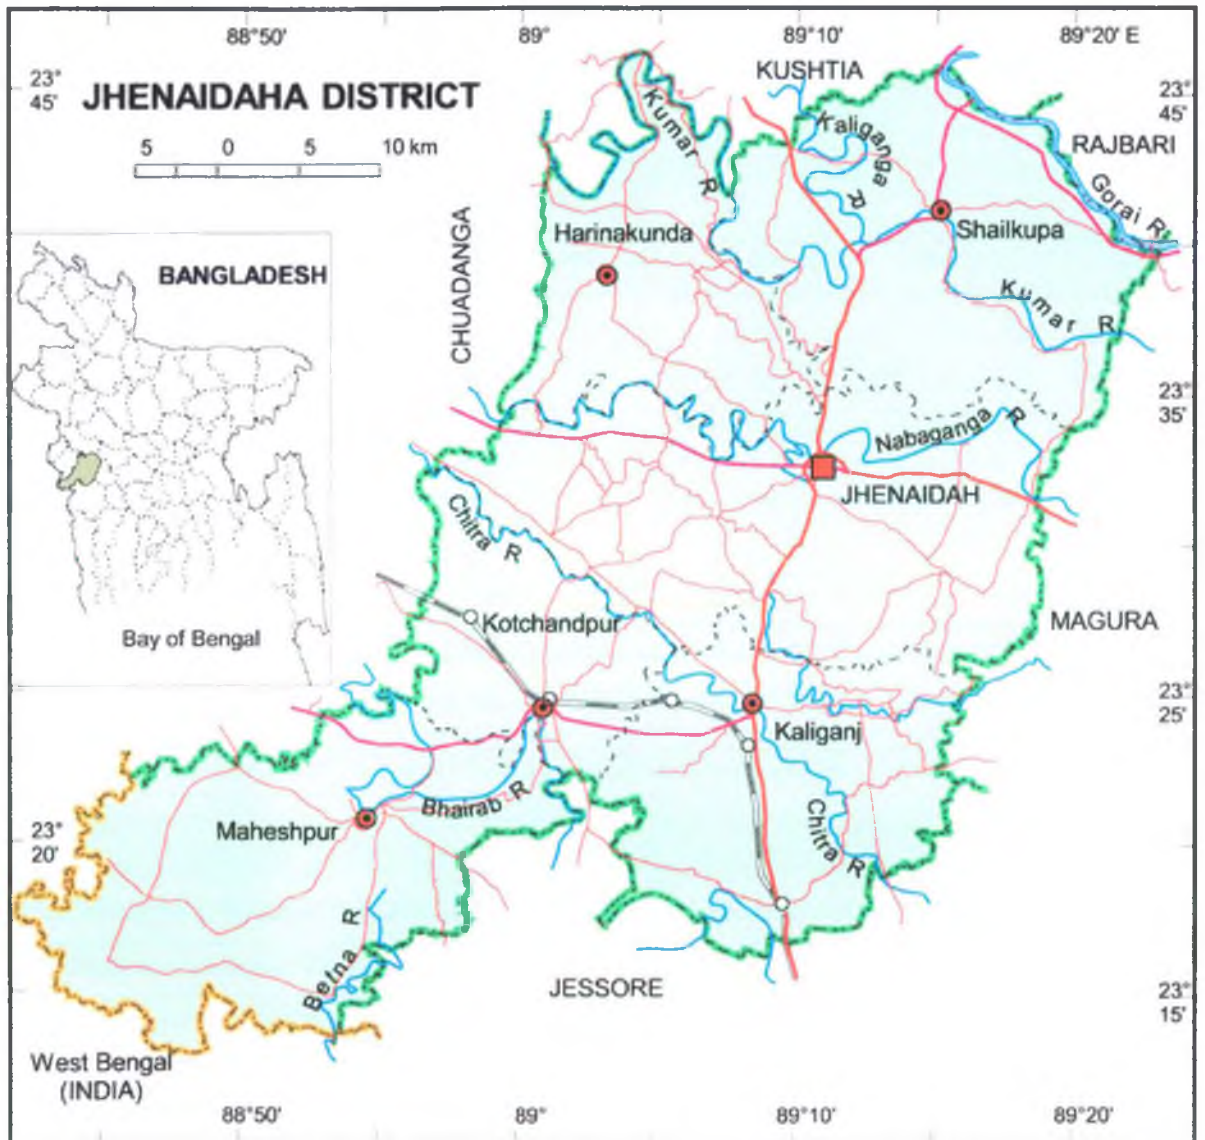 88°50' 89° 89°10' 89°20' E
23° 45'
JHENAIDAHA DISTRICT
5 0 5 10 km
KUSHTIA
23° 45'
RAJBARI
Kumar R
Kaliganga R
Gorai R
CHUADANGA
Harinakunda
Shailkupa
Kumar R
BANGLADESH
23° 35'
Nabaganga R
JHENAIDAH
Chitra R
Kotchandpur
MAGURA
Bay of Bengal
23° 25'
Kaliganj
Bhairab R
Maheshpur
23° 20'
Chitra R
Betna R
JESSORE
23° 15'
West Bengal
(INDIA)
88°50' 89° 89°10' 89°20'